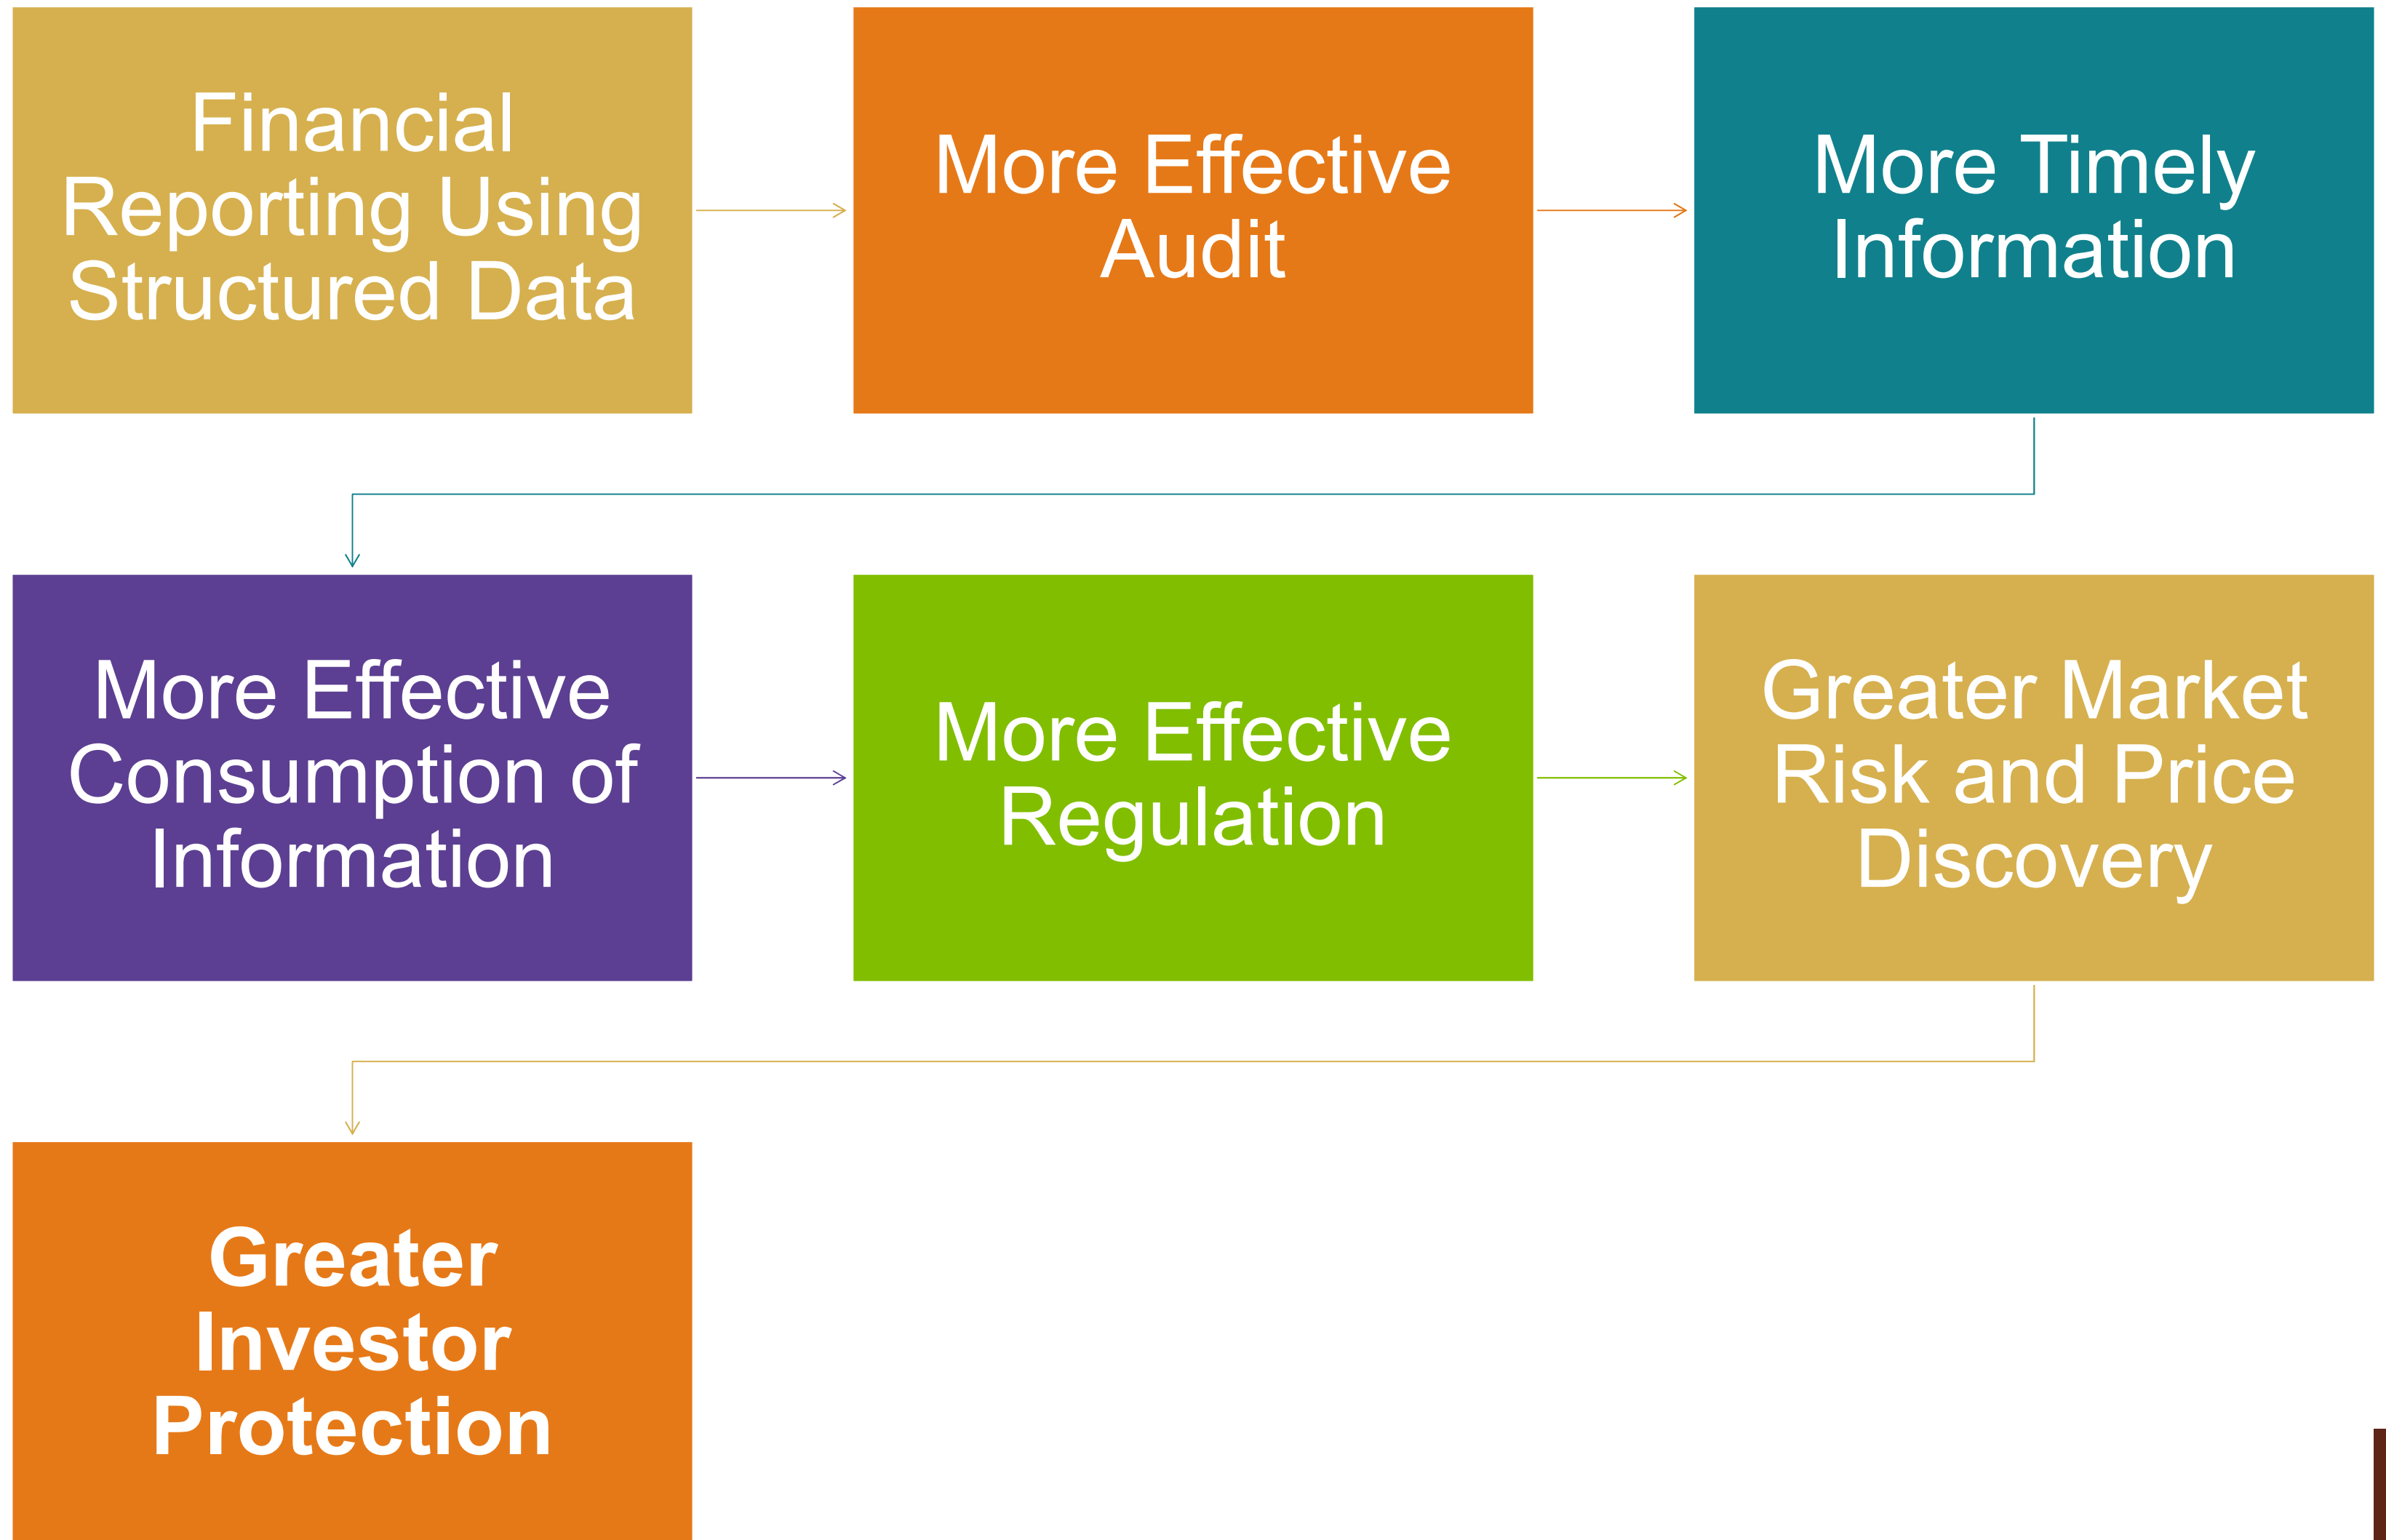 Financial
Reporting Using
Structured Data
More Effective
Audit
More Timely
Information
More Effective
Consumption of
Information
More Effective
Regulation
Greater Market
Risk and Price
Discovery
Greater
Investor
Protection